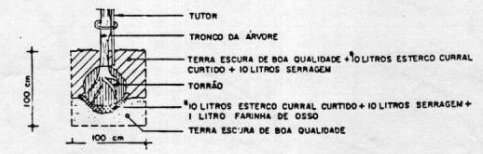 TUTOR
TRONCO DA ÁRVORE
TERRA ESCURA DE BOA QUALIDADE + *10 LITROS ESTERCO CURRAL
CURTIDO + 10 LITROS SERRAGEM
TORRÃO
*10 LITROS ESTERCO CURRAL CURTIDO + 10 LITROS SERRAGEM +
1 LITRO FARINHA DE OSSO
TERRA ESCURA DE BOA QUALIDADE
100 cm
100 cm